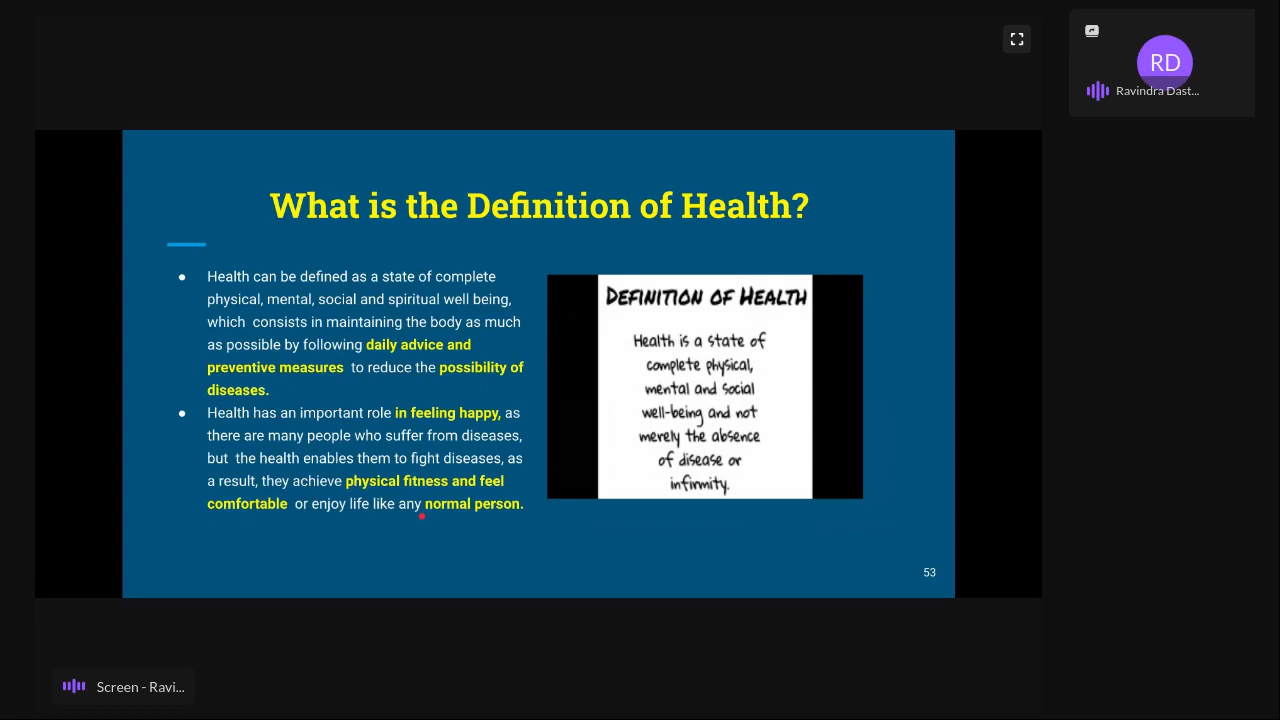 RD
Ravindra Dast...
What is the Definition of Health?
● Health can be defined as a state of complete
physical, mental, social and spiritual well being,
which consists in maintaining the body as much
as possible by following daily advice and
preventive measures to reduce the possibility of
diseases.
● Health has an important role in feeling happy, as
there are many people who suffer from diseases,
but the health enables them to fight diseases, as
a result, they achieve physical fitness and feel
comfortable or enjoy life like any normal person.
DEFINITION OF HEALTH
Health is a state of
complete physical,
mental and social
well-being and not
merely the absence
of disease or
infirmity.
53
Screen - Ravi...